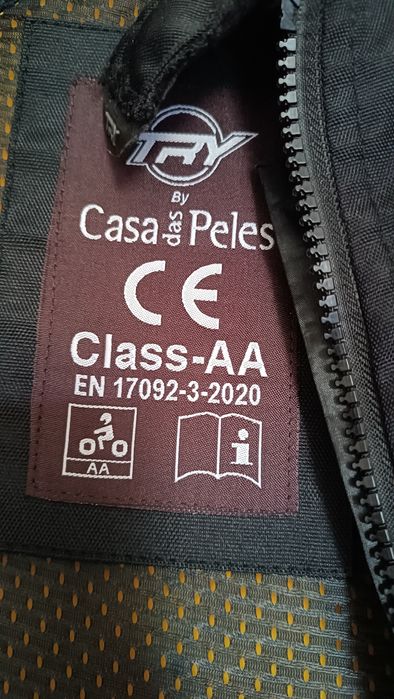 TRY
By
Casa das Peles
CE
Class-AA
EN 17092-3-2020
AA
i